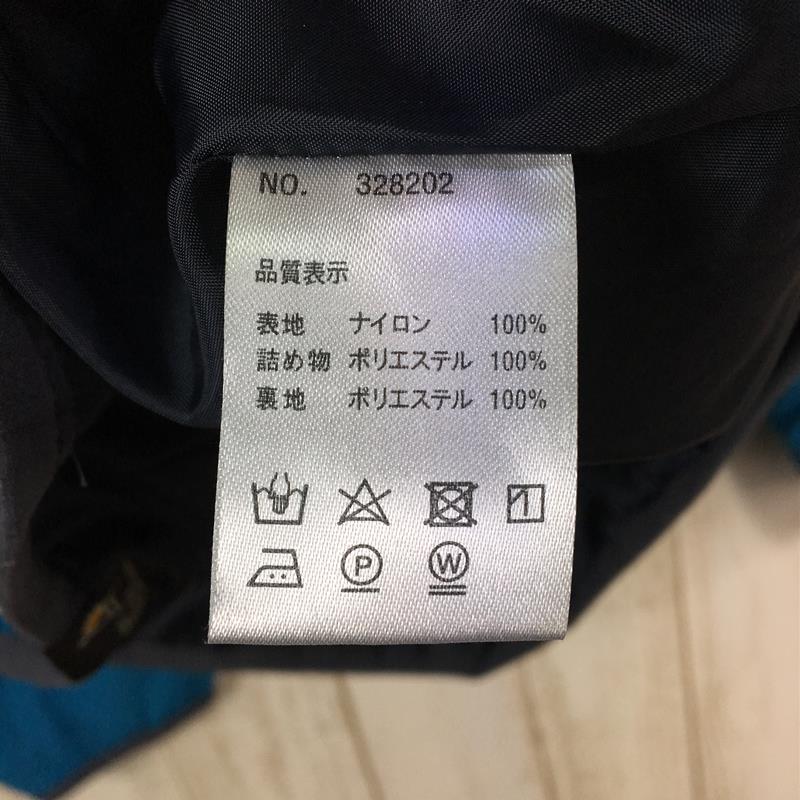 NO. 328202
品質表示
表地 ナイロン 100%
詰め物 ポリエステル 100%
裏地 ポリエステル 100%
P W